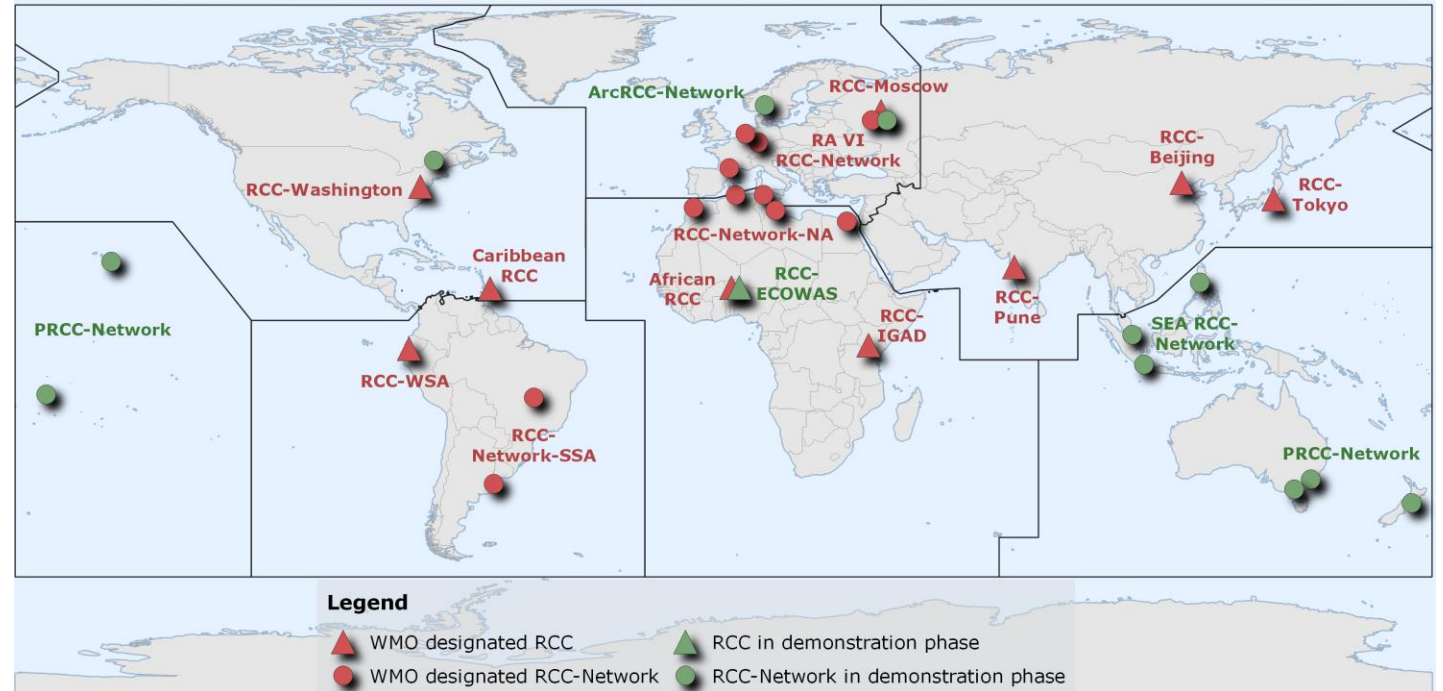 ArcRCC-Network
RCC-Moscow
RA VI
RCC-Network
RCC-
Beijing
RCC-
Tokyo
RCC-Washington
RCC-Network-NA
Caribbean
RCC
African
RCC
RCC-
ECOWAS
RCC-
IGAD
RCC-
Pune
PRCC-Network
SEA RCC-
Network
RCC-WSA
RCC-
Network-SSA
PRCC-Network
Legend
WMO designated RCC
RCC in demonstration phase
WMO designated RCC-Network
RCC-Network in demonstration phase